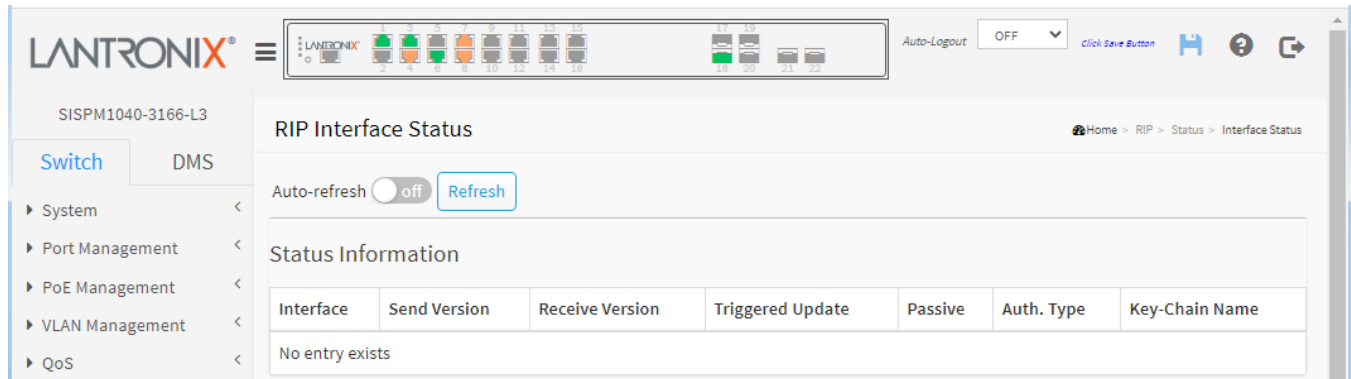 LANTRONIX®
LANTRONIX
1 3 5 7 9 11 13 15
2 4 6 8 10 12 14 16
17 19
18 20 21 22
Auto-Logout
OFF
Click Save Button
SISPM1040-3166-L3
Switch
DMS
System
Port Management
PoE Management
VLAN Management
QoS
RIP Interface Status
Home > RIP > Status > Interface Status
Auto-refresh off Refresh
Status Information
Interface Send Version Receive Version Triggered Update Passive Auth. Type Key-Chain Name
No entry exists